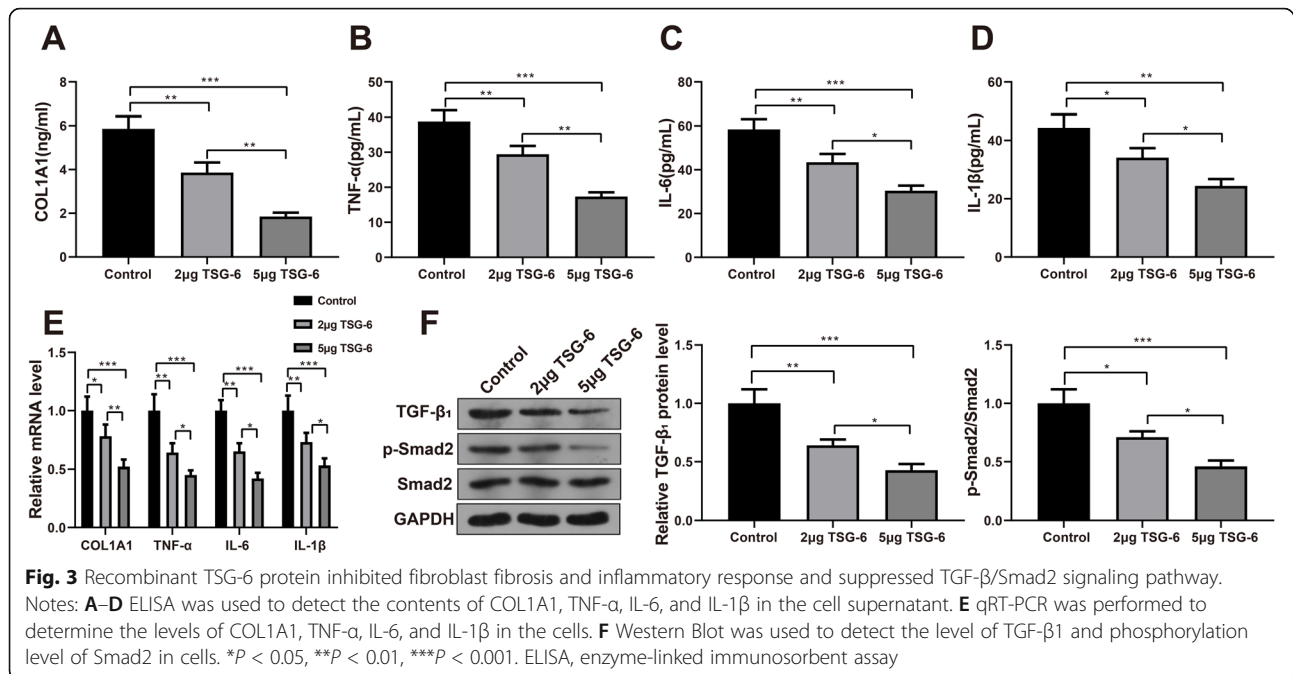 A
COL1A1(ng/ml)
8
6
4
2
0
***
**
**
Control
2µg TSG-6
5µg TSG-6
B
TNF-α(pg/mL)
50
40
30
20
10
0
***
**
**
Control
2µg TSG-6
5µg TSG-6
C
IL-6(pg/mL)
80
60
40
20
0
***
**
*
Control
2µg TSG-6
5µg TSG-6
D
IL-1β(pg/mL)
60
40
20
0
**
*
*
Control
2µg TSG-6
5µg TSG-6
E
Control
2µg TSG-6
5µg TSG-6
Relative mRNA level
1.5
1.0
0.5
0.0
***
*
**
***
**
*
***
**
*
***
**
*
COL1A1
TNF-α
IL-6
IL-1β
F
Control
2µg TSG-6
5µg TSG-6
TGF-β₁
p-Smad2
Smad2
GAPDH
Relative TGF-β₁ protein level
1.5
1.0
0.5
0.0
***
**
*
Control
2µg TSG-6
5µg TSG-6
p-Smad2/Smad2
1.5
1.0
0.5
0.0
***
*
*
Control
2µg TSG-6
5µg TSG-6
Fig. 3 Recombinant TSG-6 protein inhibited fibroblast fibrosis and inflammatory response and suppressed TGF-β/Smad2 signaling pathway.
Notes: A–D ELISA was used to detect the contents of COL1A1, TNF-α, IL-6, and IL-1β in the cell supernatant. E qRT-PCR was performed to
determine the levels of COL1A1, TNF-α, IL-6, and IL-1β in the cells. F Western Blot was used to detect the level of TGF-β1 and phosphorylation
level of Smad2 in cells. *P < 0.05, **P < 0.01, ***P < 0.001. ELISA, enzyme-linked immunosorbent assay